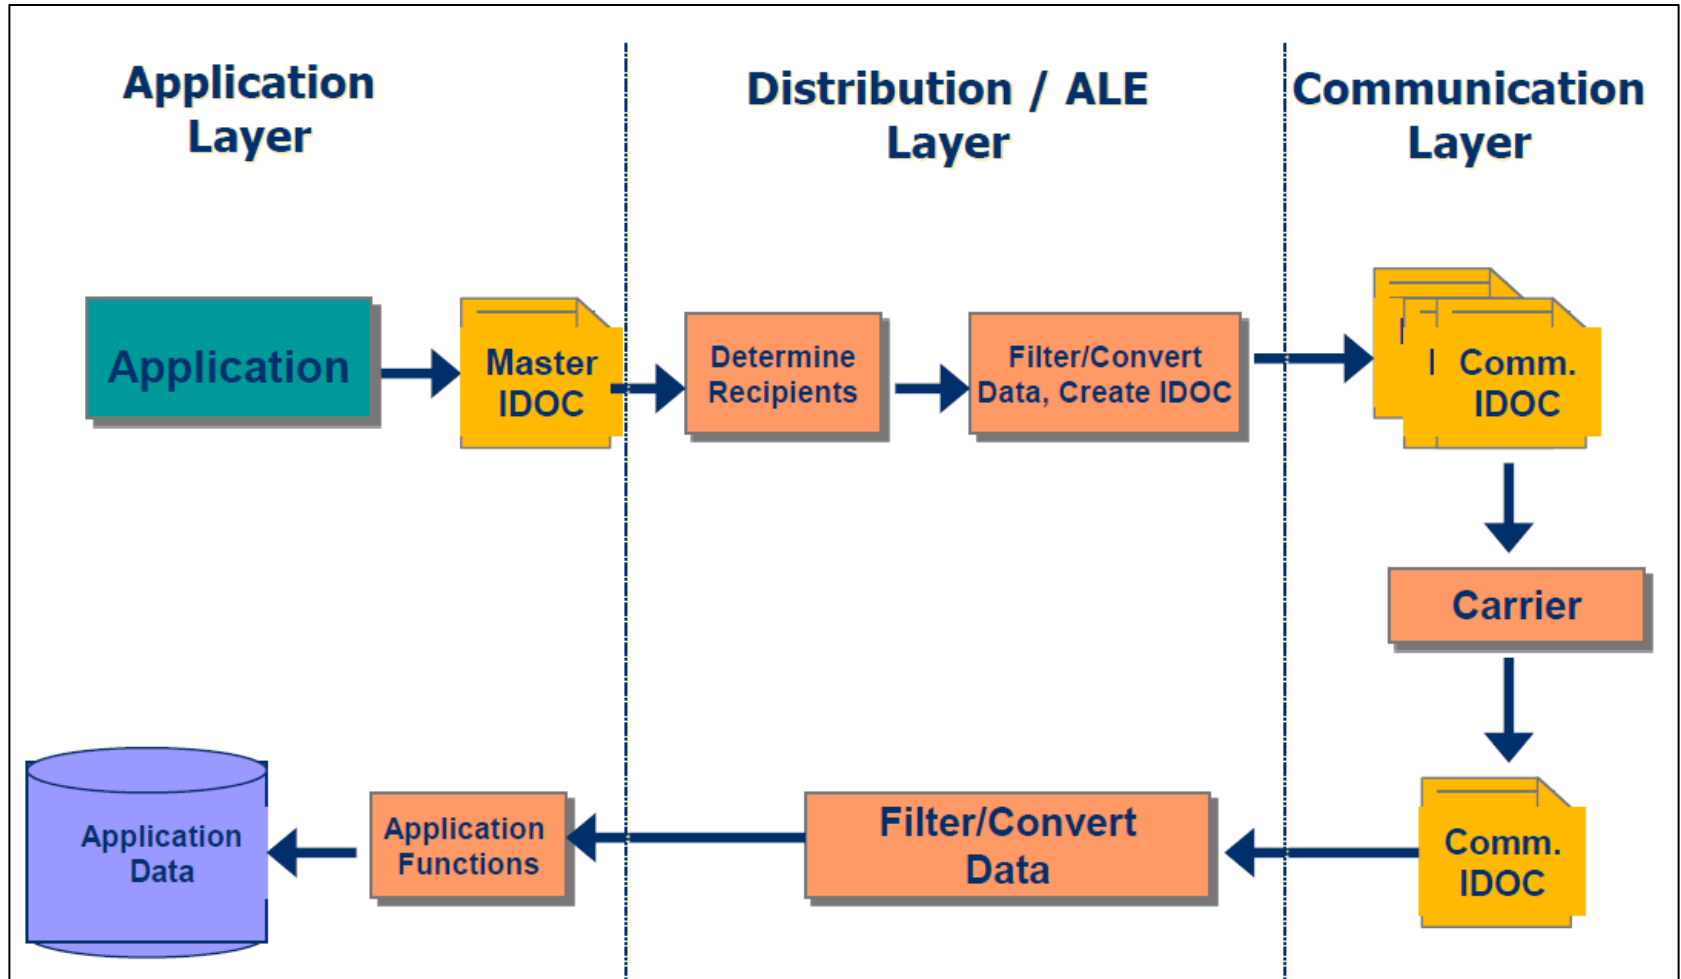 Application
Layer
Distribution / ALE
Layer
Communication
Layer
Application
Master
IDOC
Determine
Recipients
Filter/Convert
Data, Create IDOC
Comm.
IDOC
Carrier
Application
Data
Application
Functions
Filter/Convert
Data
Comm.
IDOC